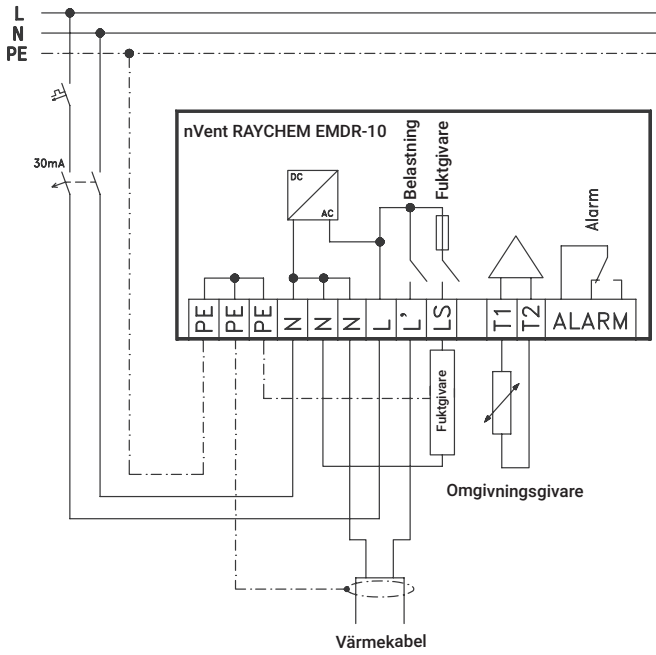 L
N
PE
nVent RAYCHEM EMDR-10
Belastning
Fuktgivare
Alarm
30mA
DC
AC
PE PE PE N N N L L' LS T1 T2 ALARM
Fuktgivare
Omgivningsgivare
Värmekabel